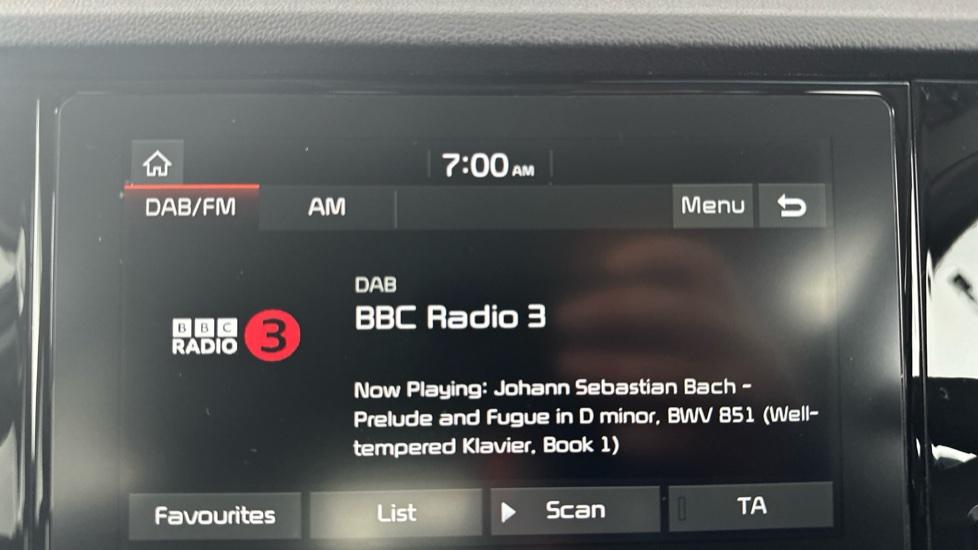 7:00 AM
DAB/FM AM Menu
DAB
BBC Radio 3
BBC
RADIO 3
Now Playing: Johann Sebastian Bach -
Prelude and Fugue in D minor, BWV 851 (Well-
tempered Klavier, Book 1)
Favourites List Scan TA